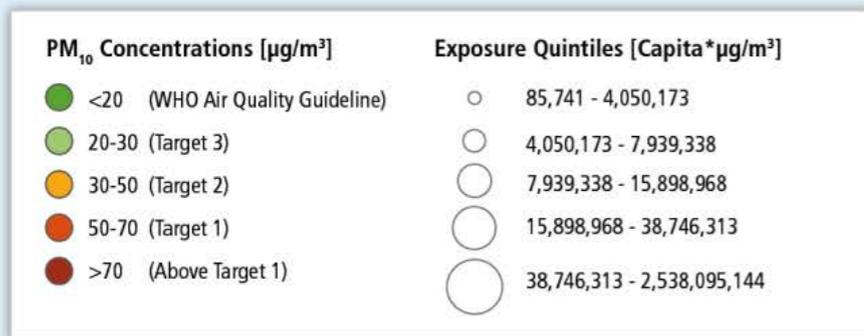 PM10 Concentrations [µg/m³]
<20 (WHO Air Quality Guideline)
20-30 (Target 3)
30-50 (Target 2)
50-70 (Target 1)
>70 (Above Target 1)
Exposure Quintiles [Capita*µg/m³]
85,741 - 4,050,173
4,050,173 - 7,939,338
7,939,338 - 15,898,968
15,898,968 - 38,746,313
38,746,313 - 2,538,095,144